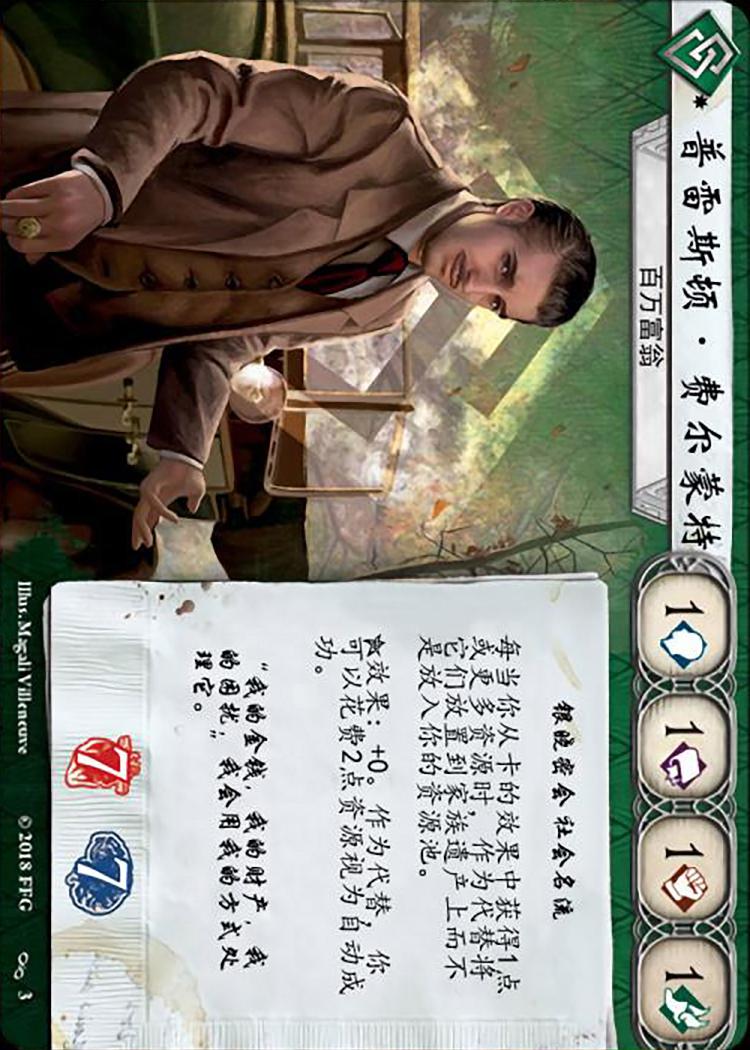 普雷斯顿·费尔蒙特
百万富翁
1
1
1
1
银晚密会 社会名流
每当你从卡的效果中获得1点
或更多资源时,作为代替将
它们放置到家族遗产上而不
是放入你的资源池。
效果:+0。作为代替,你
可以花费2点资源视为自动成
功。
“我的金钱,我的财产,我
的困扰,我会用我的方式处
理它。”
7
7
Illus. Magali Villeneuve
© 2018 FFG
3